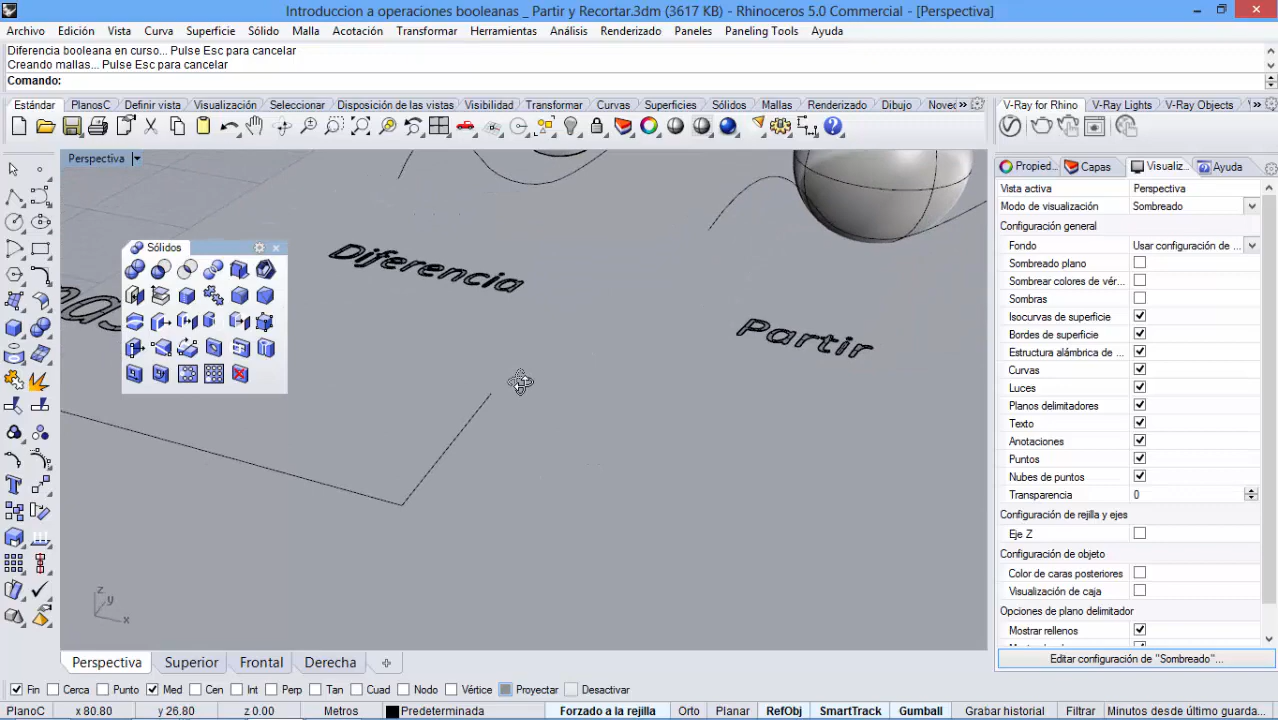 Introduccion a operaciones booleanas _ Partir y Recortar.3dm (3617 KB) - Rhinoceros 5.0 Commercial - [Perspectiva]
Archivo Edición Vista Curva Superficie Sólido Malla Acotación Transformar Herramientas Análisis Renderizado Paneles Paneling Tools Ayuda
Diferencia booleana en curso... Pulse Esc para cancelar
Creando mallas... Pulse Esc para cancelar
Comando:
Estándar PlanosC Definir vista Visualización Seleccionar Disposición de las vistas Visibilidad Transformar Curvas Superficies Sólidos Mallas Renderizado Dibujo Noved
V-Ray for Rhino V-Ray Lights V-Ray Objects
Perspectiva
Propied... Capas Visualiz... Ayuda
Vista activa Perspectiva
Modo de visualización Sombreado
Configuración general
Fondo Usar configuración de ...
Sombreado plano
Sombrear colores de vér...
Sombras
Isocurvas de superficie
Bordes de superficie
Estructura alámbrica de ...
Curvas
Luces
Planos delimitadores
Texto
Anotaciones
Puntos
Nubes de puntos
Transparencia 0
Configuración de rejilla y ejes
Eje Z
Configuración de objeto
Color de caras posteriores
Visualización de caja
Opciones de plano delimitador
Mostrar rellenos
Editar configuración de "Sombreado"...
Sólidos
Diferencia
Partir
z
y
x
Perspectiva Superior Frontal Derecha
Fin Cerca Punto Med Cen Int Perp Tan Cuad Nodo Vértice Proyectar Desactivar
PlanoC x 80.80 y 26.80 z 0.00 Metros Predeterminada Forzado a la rejilla Orto Planar RefObj SmartTrack Gumball Grabar historial Filtrar Minutos desde último guardad...